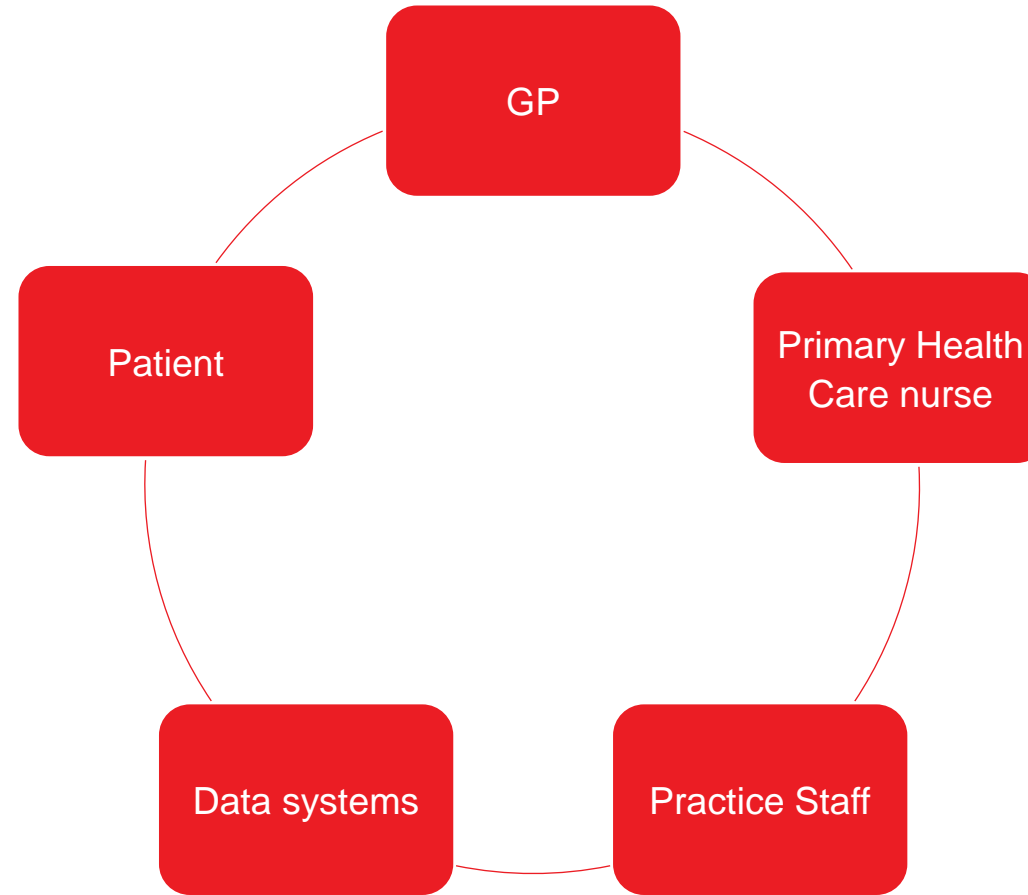 GP
Primary Health
Care nurse
Practice Staff
Data systems
Patient